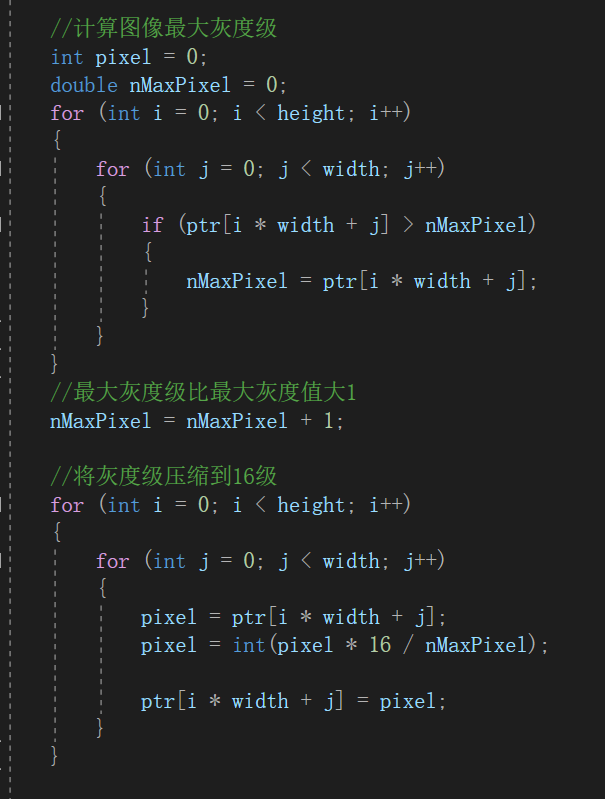 //计算图像最大灰度级
int pixel = 0;
double nMaxPixel = 0;
for (int i = 0; i < height; i++)
{
for (int j = 0; j < width; j++)
{
if (ptr[i * width + j] > nMaxPixel)
{
nMaxPixel = ptr[i * width + j];
}
}
}
//最大灰度级比最大灰度值大1
nMaxPixel = nMaxPixel + 1;
//将灰度级压缩到16级
for (int i = 0; i < height; i++)
{
for (int j = 0; j < width; j++)
{
pixel = ptr[i * width + j];
pixel = int(pixel * 16 / nMaxPixel);
ptr[i * width + j] = pixel;
}
}